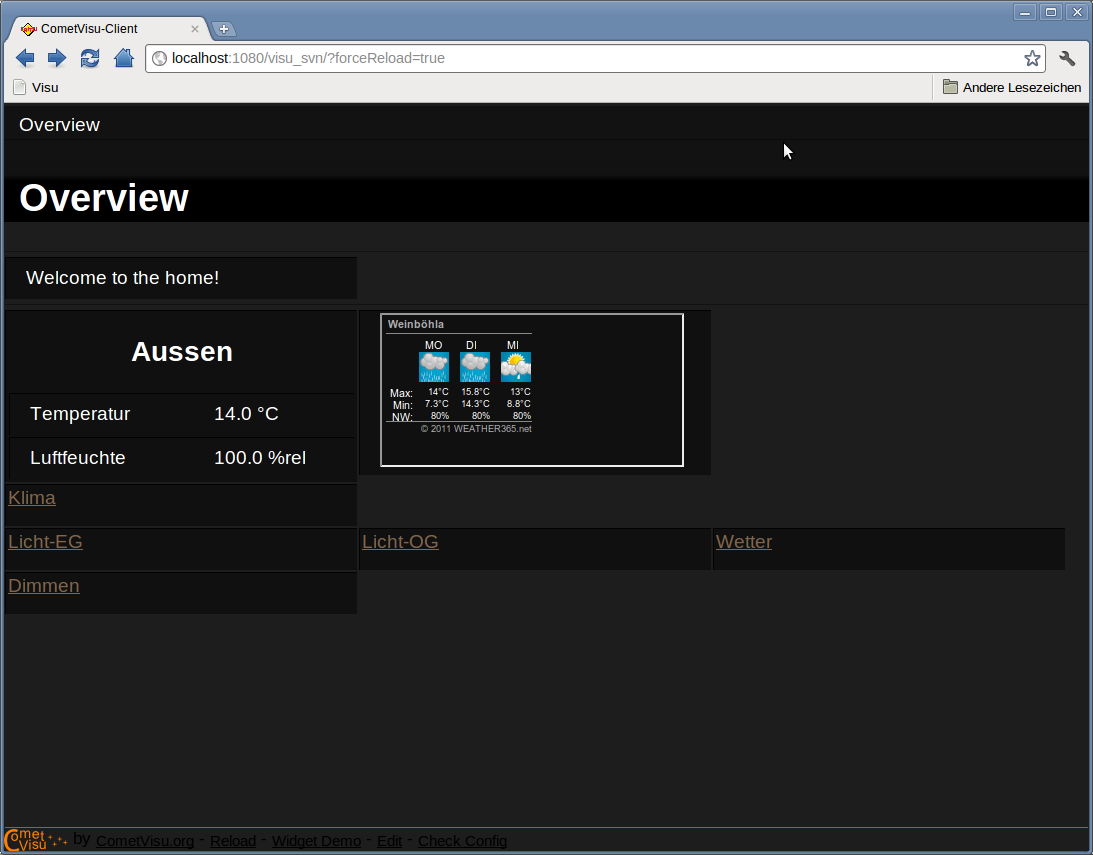 CometVisu-Client
localhost:1080/visu_svn/?forceReload=true
Visu
Andere Lesezeichen
Overview
Overview
Welcome to the home!
Aussen
Temperatur 14.0 °C
Luftfeuchte 100.0 %rel
Weinböhla
MO DI MI
Max: 14°C 15.8°C 13°C
Min: 7.3°C 14.3°C 8.8°C
NW: 80% 80% 80%
© 2011 WEATHER365.net
Klima
Licht-EG Licht-OG Wetter
Dimmen
Comet
Visu by CometVisu.org - Reload - Widget Demo - Edit - Check Config